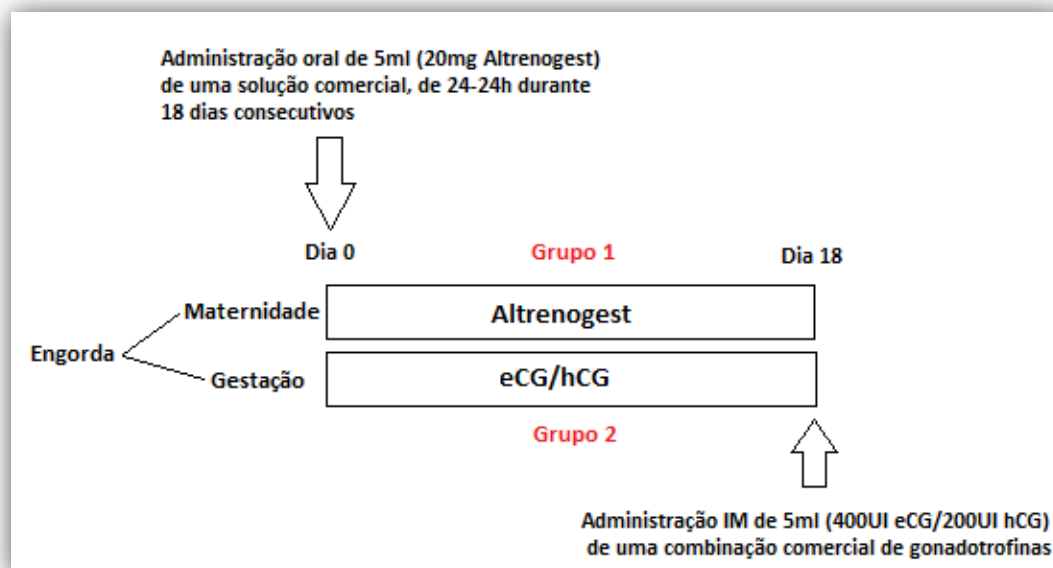 Administração oral de 5ml (20mg Altrenogest)
de uma solução comercial, de 24-24h durante
18 dias consecutivos
Dia 0
Grupo 1
Dia 18
Maternidade
Altrenogest
Engorda
Gestação
eCG/hCG
Grupo 2
Administração IM de 5ml (400UI eCG/200UI hCG)
de uma combinação comercial de gonadotrofinas